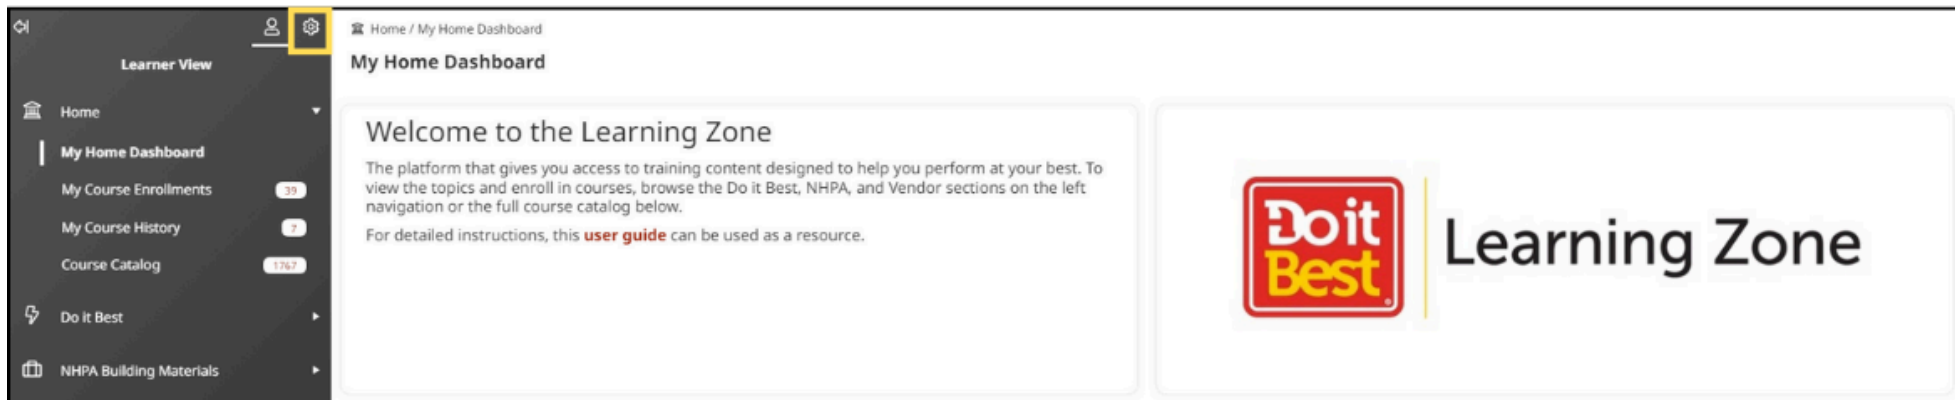 Learner View
Home
My Home Dashboard
My Course Enrollments 39
My Course History 7
Course Catalog 1767
Do it Best
NHPA Building Materials
Home / My Home Dashboard
My Home Dashboard
Welcome to the Learning Zone
The platform that gives you access to training content designed to help you perform at your best. To
view the topics and enroll in courses, browse the Do it Best, NHPA, and Vendor sections on the left
navigation or the full course catalog below.
For detailed instructions, this user guide can be used as a resource.
Do it
Best
Learning Zone